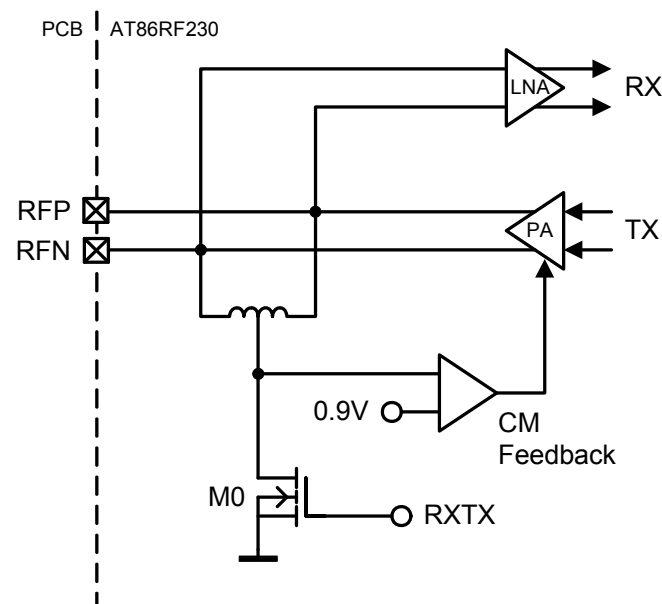 PCB
AT86RF230
LNA
RX
RFP
RFN
PA
TX
0.9V
CM
Feedback
M0
RXTX